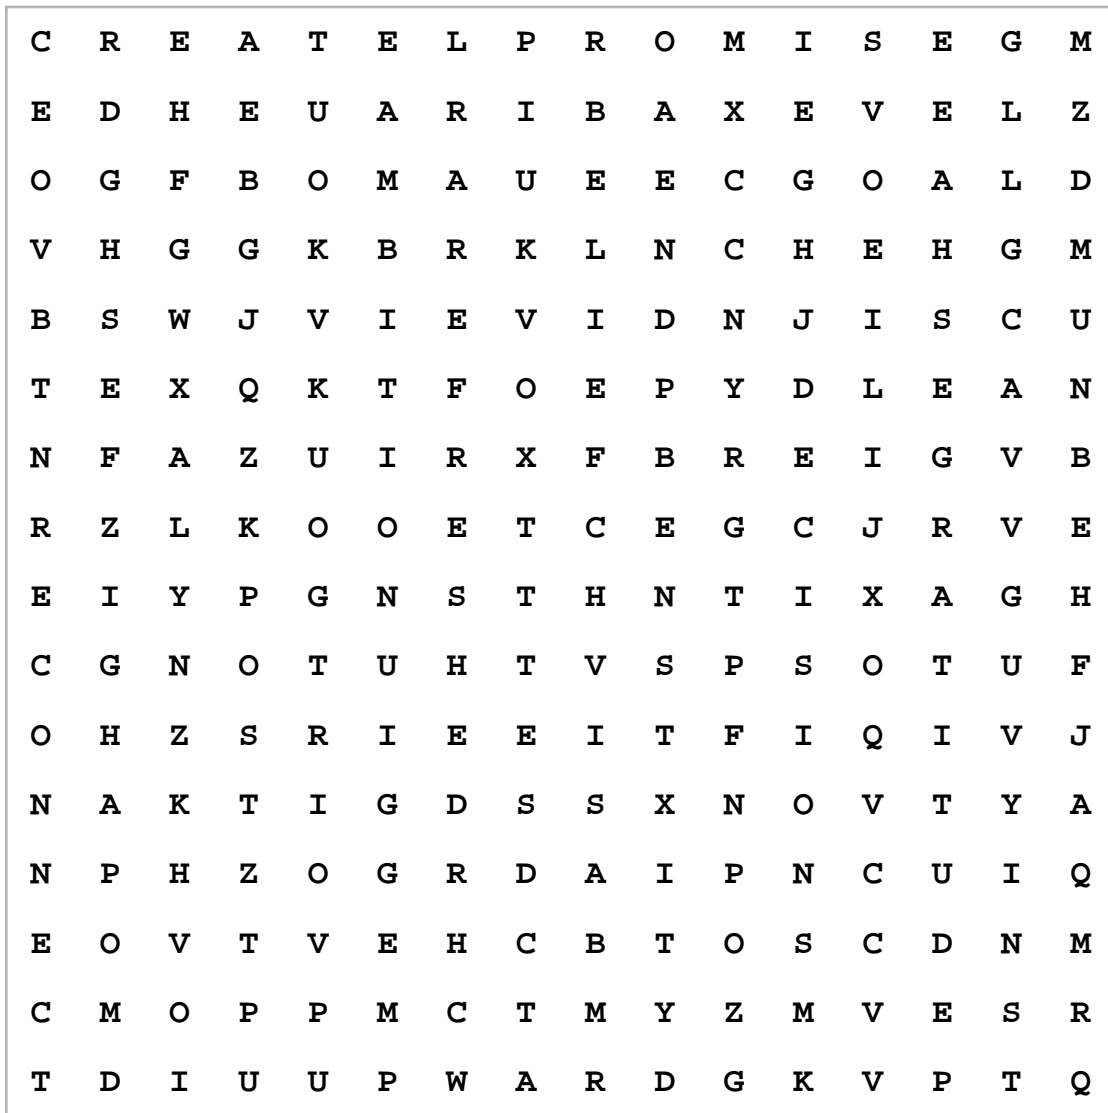 C R E A T E L P R O M I S E G M
E D H E U A R I B A X E V E L Z
O G F B O M A U E E C G O A L D
V H G G K B R K L N C H E H G M
B S W J V I E V I D N J I S C U
T E X Q K T F O E P Y D L E A N
N F A Z U I R X F B R E I G V B
R Z L K O O E T C E G C J R V E
E I Y P G N S T H N T I X A G H
C G N O T U H T V S P S O T U F
O H Z S R I E E I T F I Q I V J
N A K T I G D S S X N O V T Y A
N P H Z O G R D A I P N C U I Q
E O V T V E H C B T O S C D N M
C M O P P M C T M Y Z M V E S R
T D I U U P W A R D G K V P T Q